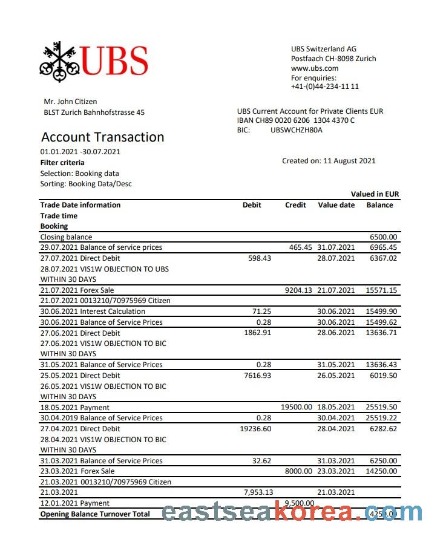 UBS
UBS Switzerland AG
Postfaach CH-8098 Zurich
www.ubs.com
For enquiries:
+41-(0)44-234-11 11
Mr. John Citizen
BLST Zurich Bahnhofstrasse 45
UBS Current Account for Private Clients EUR
IBAN CH89 0020 6206 1304 4370 C
BIC: UBSWCHZH80A
Account Transaction
01.01.2021 -30.07.2021
Filter criteria
Created on: 11 August 2021
Selection: Booking data
Sorting: Booking Data/Desc
Valued in EUR
Trade Date information Debit Credit Value date Balance
Trade time
Booking
Closing balance 6500.00
29.07.2021 Balance of service prices 465.45 31.07.2021 6965.45
27.07.2021 Direct Debit 598.43 28.07.2021 6367.02
28.07.2021 VIS1W OBJECTION TO UBS
WITHIN 30 DAYS
21.07.2021 Forex Sale 9204.13 21.07.2021 15571.15
21.07.2021 0013210/70975969 Citizen
30.06.2021 Interest Calculation 71.25 30.06.2021 15499.90
30.06.2021 Balance of Service Prices 0.28 30.06.2021 15499.62
27.06.2021 Direct Debit 1862.91 28.06.2021 13636.71
27.06.2021 VIS1W OBJECTION TO BIC
WITHIN 30 DAYS
31.05.2021 Balance of Service Prices 0.28 31.05.2021 13636.43
25.05.2021 Direct Debit 7616.93 26.05.2021 6019.50
26.05.2021 VIS1W OBJECTION TO BIC
WITHIN 30 DAYS
18.05.2021 Payment 19500.00 18.05.2021 25519.50
30.04.2019 Balance of Service Prices 0.28 30.04.2021 25519.22
27.04.2021 Direct Debit 19236.60 28.04.2021 6282.62
28.04.2021 VIS1W OBJECTION TO BIC
WITHIN 30 DAYS
31.03.2021 Balance of Service Prices 32.62 31.03.2021 6250.00
23.03.2021 Forex Sale 8000.00 23.03.2021 14250.00
21.03.2021 0013210/70975969 Citizen
21.03.2021 7,953.13 21.03.2021
12.01.2021 Payment 9,500.00
Opening Balance Turnover Total
eastseakorea.com